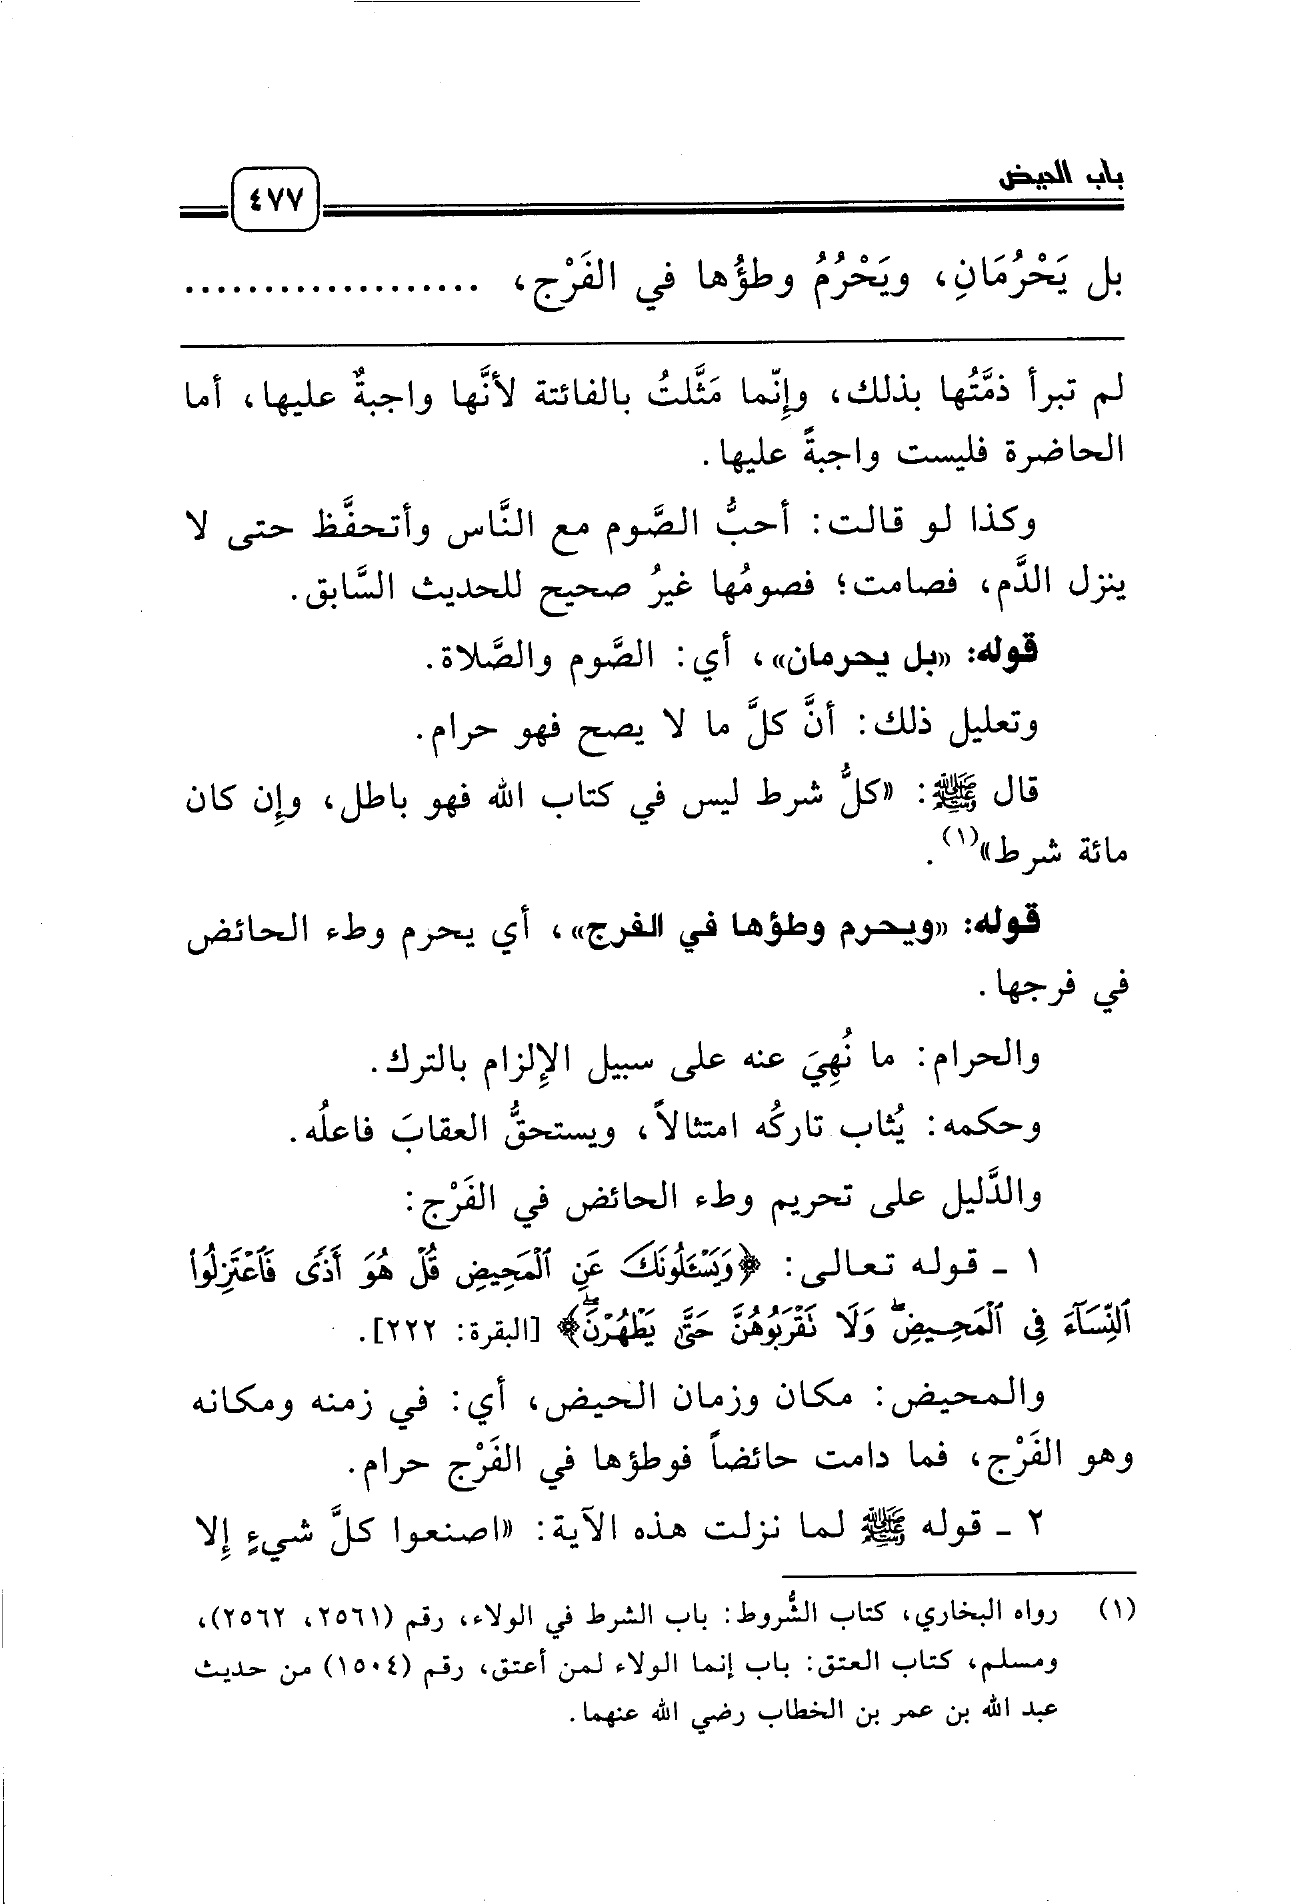 باب الحيض
٤٧٧
بل يَحْرُمَانِ، ويَحْرُمُ وطؤُها في الفَرْج، ...................
لم تبرأ ذمَّتُها بذلك، وإِنّما مَثَّلتُ بالفائتة لأنَّها واجبةٌ عليها، أما
الحاضرة فليست واجبةً عليها.
وكذا لو قالت: أحبُّ الصَّوم مع النَّاس وأتحفَّظ حتى لا
ينزل الدَّم، فصامت؛ فصومُها غيرُ صحيح للحديث السَّابق.
قوله: «بل يحرمان»، أي: الصَّوم والصَّلاة.
وتعليل ذلك: أنَّ كلَّ ما لا يصح فهو حرام.
قال ﷺ: «كلُّ شرط ليس في كتاب الله فهو باطل، وإِن كان
مائة شرط»(١).
قوله: «ويحرم وطؤها في الفرج»، أي يحرم وطء الحائض
في فرجها.
والحرام: ما نُهِيَ عنه على سبيل الإِلزام بالترك.
وحكمه: يُثاب تاركُه امتثالاً، ويستحقُّ العقابَ فاعلُه.
والدَّليل على تحريم وطء الحائض في الفَرْج:
١ ـ قوله تعالى: ﴿وَيَسْـَٔلُونَكَ عَنِ ٱلْمَحِيضِ قُلْ هُوَ أَذًى فَٱعْتَزِلُوا۟
ٱلنِّسَآءَ فِى ٱلْمَحِيضِ ۖ وَلَا تَقْرَبُوهُنَّ حَتَّىٰ يَطْهُرْنَ ۖ﴾ [البقرة: ٢٢٢].
والمحيض: مكان وزمان الحيض، أي: في زمنه ومكانه
وهو الفَرْج، فما دامت حائضاً فوطؤها في الفَرْج حرام.
٢ ـ قوله ﷺ لما نزلت هذه الآية: «اصنعوا كلَّ شيءٍ إِلا
(١) رواه البخاري، كتاب الشُّروط: باب الشرط في الولاء، رقم (٢٥٦١، ٢٥٦٢)،
ومسلم، كتاب العتق: باب إنما الولاء لمن أعتق، رقم (١٥٠٤) من حديث
عبد الله بن عمر بن الخطاب رضي الله عنهما.